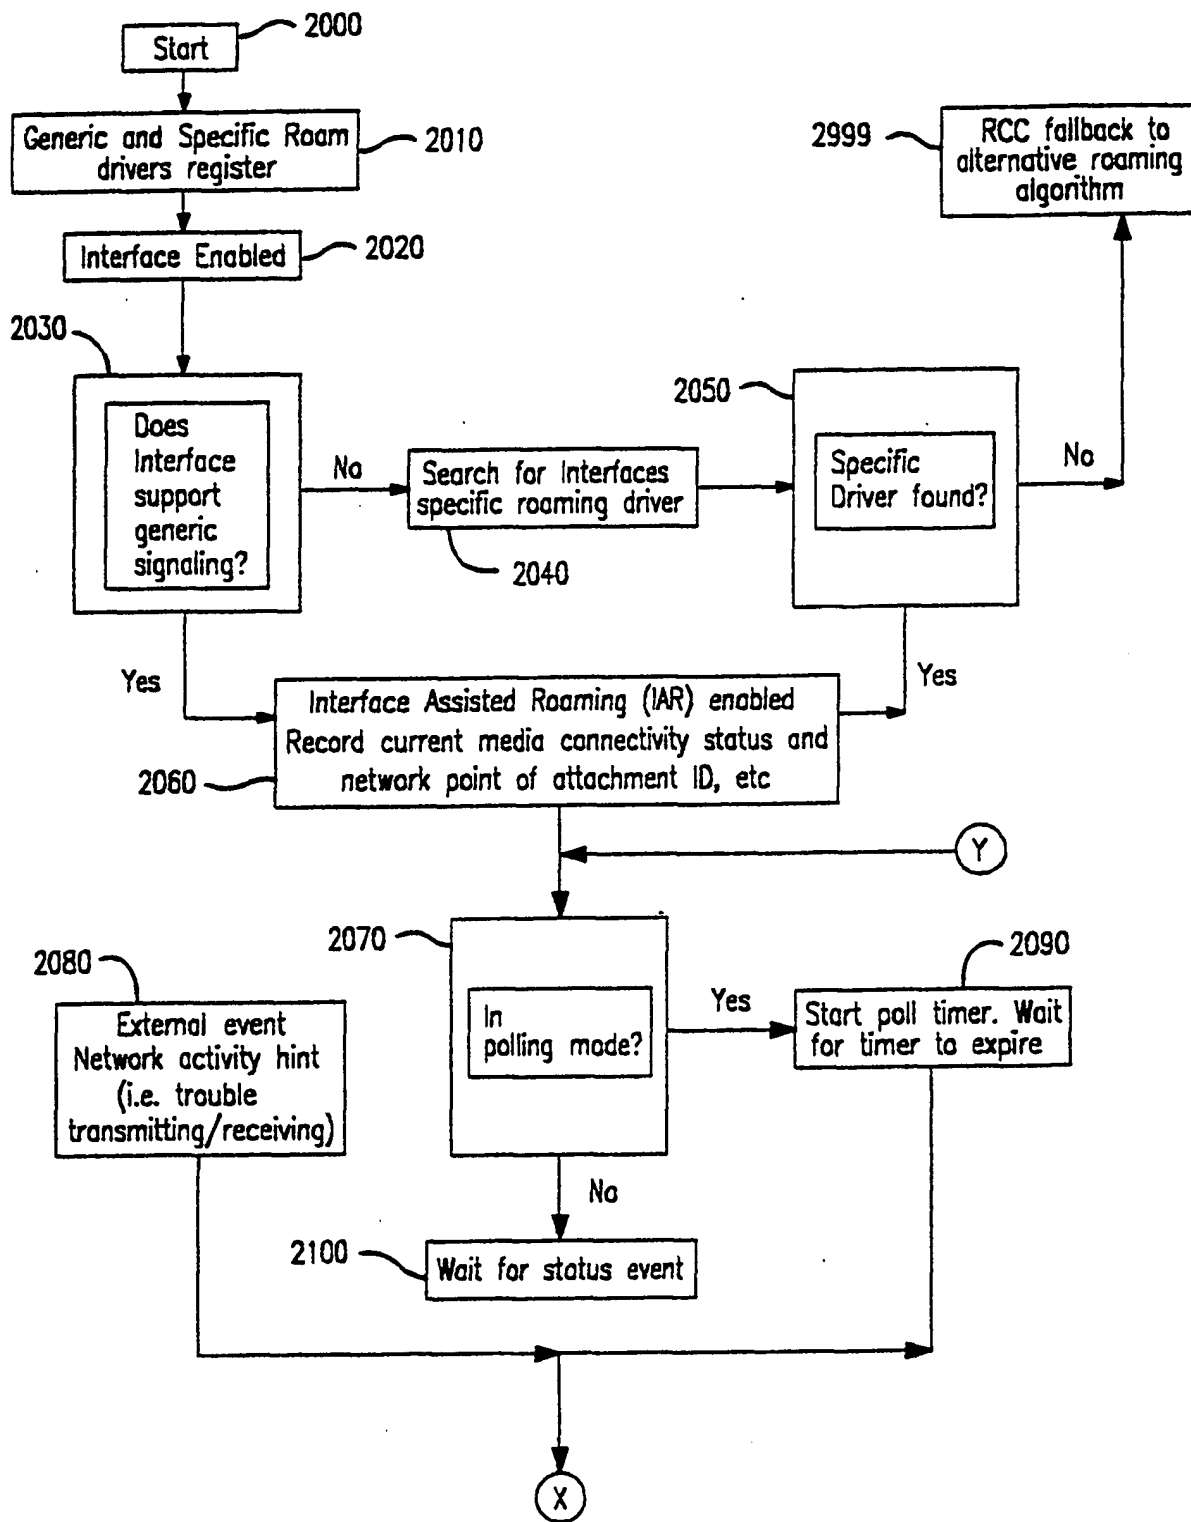 2000
Start
Generic and Specific Roam
drivers register
2010
2999
RCC fallback to
alternative roaming
algorithm
Interface Enabled
2020
2030
Does
Interface
support
generic
signaling?
No
Search for Interfaces
specific roaming driver
2040
2050
Specific
Driver found?
No
Yes
Yes
Interface Assisted Roaming (IAR) enabled
Record current media connectivity status and
network point of attachment ID, etc
2060
Y
2070
In
polling mode?
Yes
2090
Start poll timer. Wait
for timer to expire
2080
External event
Network activity hint
(i.e. trouble
transmitting/receiving)
No
2100
Wait for status event
X